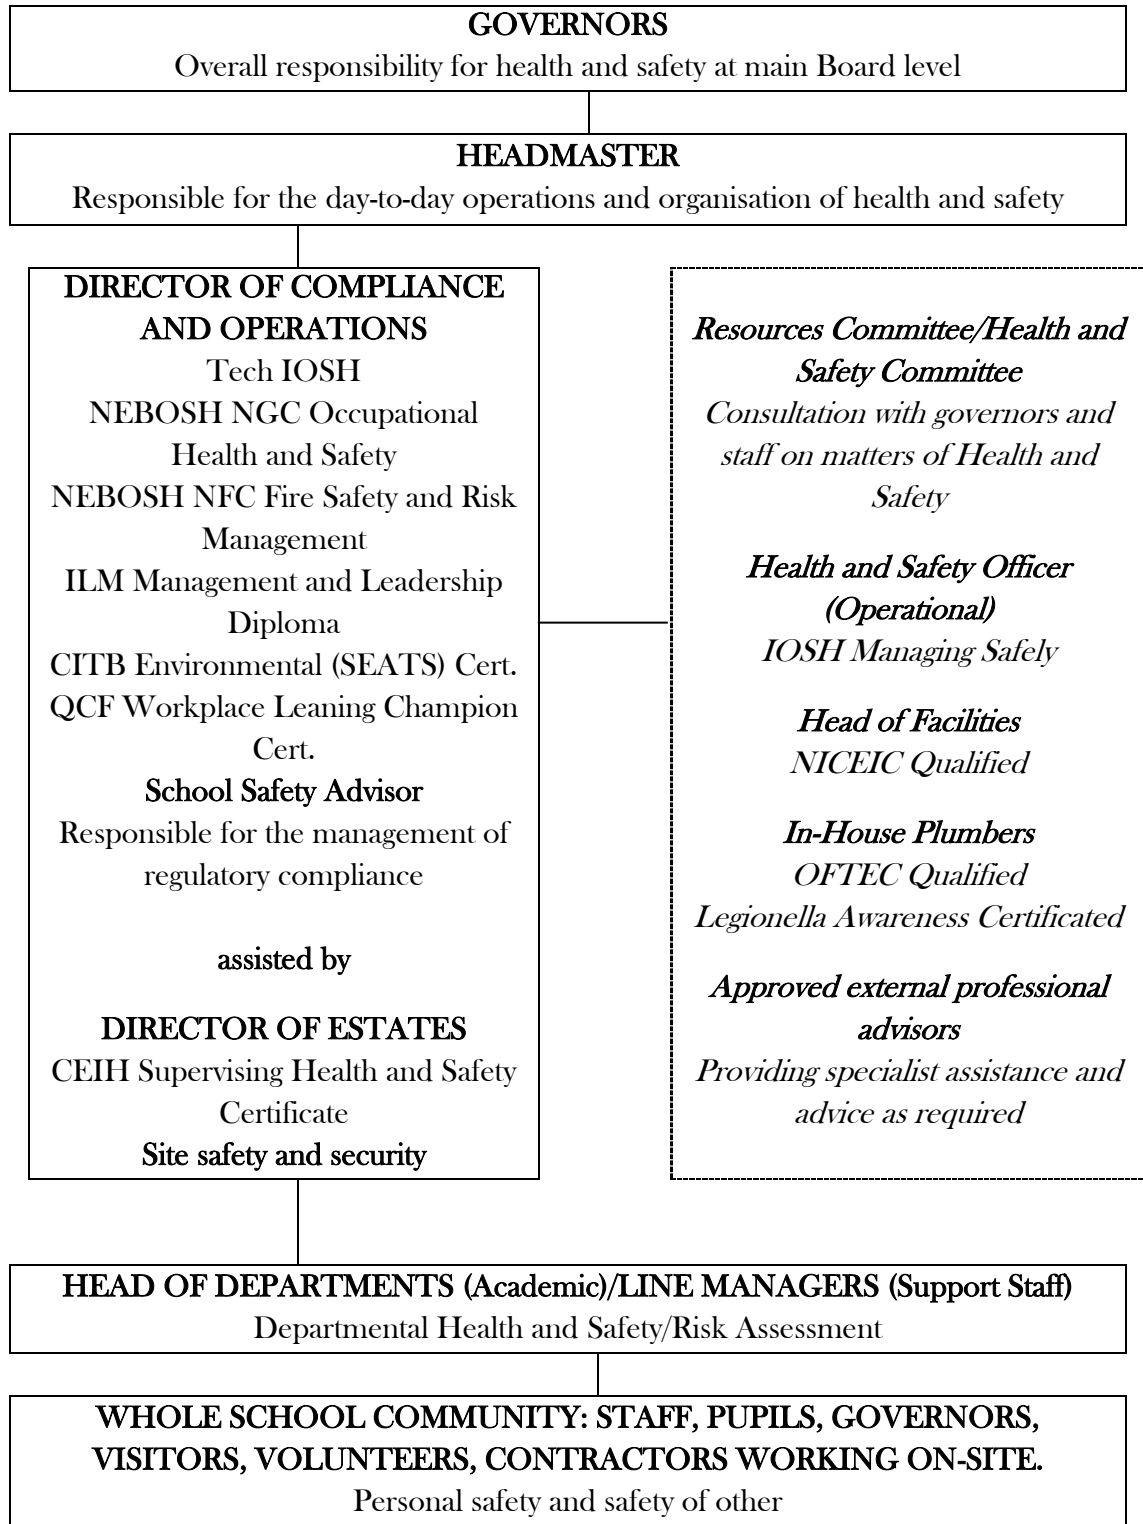 GOVERNORS
Overall responsibility for health and safety at main Board level
HEADMASTER
Responsible for the day-to-day operations and organisation of health and safety
DIRECTOR OF COMPLIANCE
AND OPERATIONS
Tech IOSH
NEBOSH NGC Occupational
Health and Safety
NEBOSH NFC Fire Safety and Risk
Management
ILM Management and Leadership
Diploma
CITB Environmental (SEATS) Cert.
QCF Workplace Leaning Champion
Cert.
School Safety Advisor
Responsible for the management of
regulatory compliance
assisted by
DIRECTOR OF ESTATES
CEIH Supervising Health and Safety
Certificate
Site safety and security
Resources Committee/Health and
Safety Committee
Consultation with governors and
staff on matters of Health and
Safety
Health and Safety Officer
(Operational)
IOSH Managing Safely
Head of Facilities
NICEIC Qualified
In-House Plumbers
OFTEC Qualified
Legionella Awareness Certificated
Approved external professional
advisors
Providing specialist assistance and
advice as required
HEAD OF DEPARTMENTS (Academic)/LINE MANAGERS (Support Staff)
Departmental Health and Safety/Risk Assessment
WHOLE SCHOOL COMMUNITY: STAFF, PUPILS, GOVERNORS,
VISITORS, VOLUNTEERS, CONTRACTORS WORKING ON-SITE.
Personal safety and safety of other